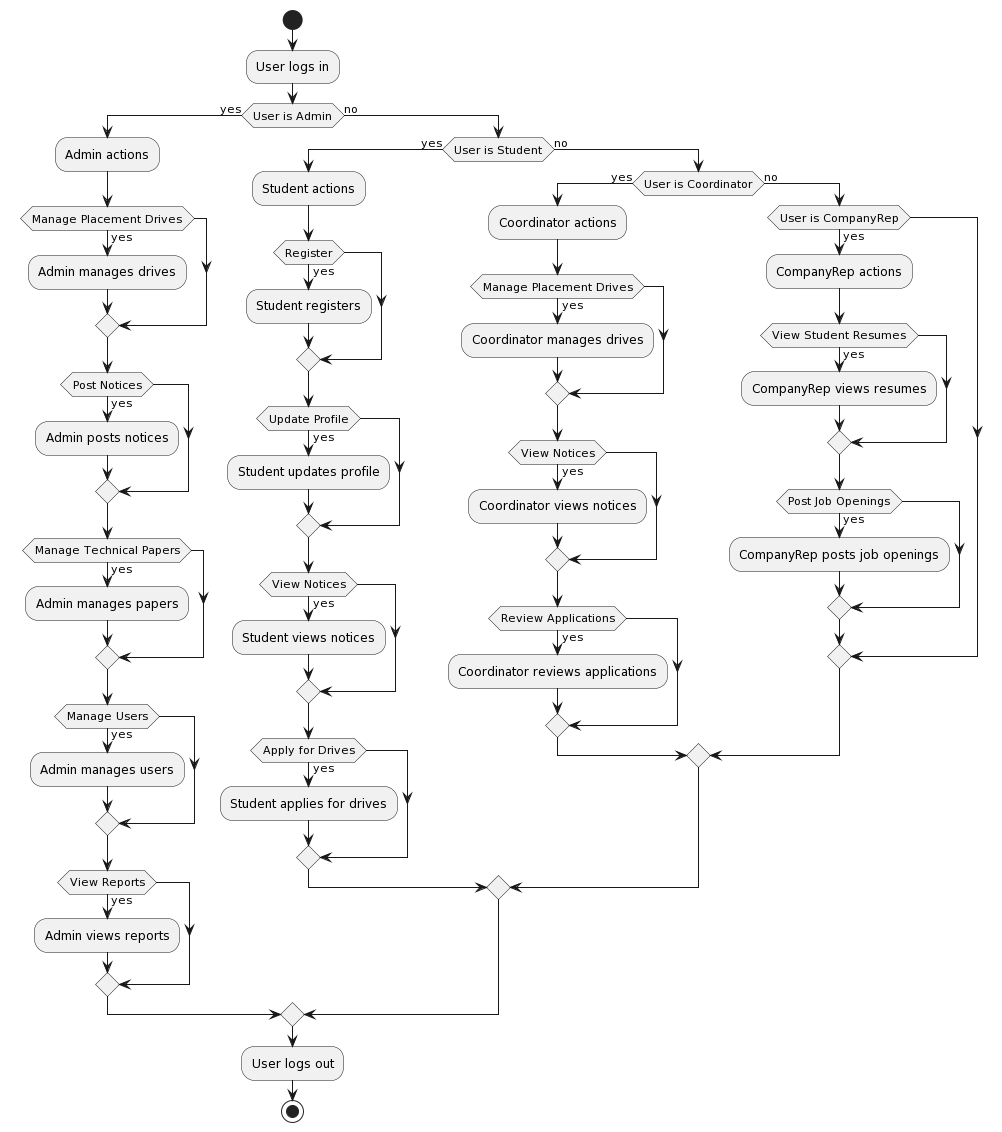 User logs in
yes
User is Admin
no
Admin actions
Manage Placement Drives
yes
Admin manages drives
Post Notices
yes
Admin posts notices
Manage Technical Papers
yes
Admin manages papers
Manage Users
yes
Admin manages users
View Reports
yes
Admin views reports
yes
User is Student
no
Student actions
Register
yes
Student registers
Update Profile
yes
Student updates profile
View Notices
yes
Student views notices
Apply for Drives
yes
Student applies for drives
yes
User is Coordinator
no
Coordinator actions
Manage Placement Drives
yes
Coordinator manages drives
View Notices
yes
Coordinator views notices
Review Applications
yes
Coordinator reviews applications
User is CompanyRep
yes
CompanyRep actions
View Student Resumes
yes
CompanyRep views resumes
Post Job Openings
yes
CompanyRep posts job openings
User logs out